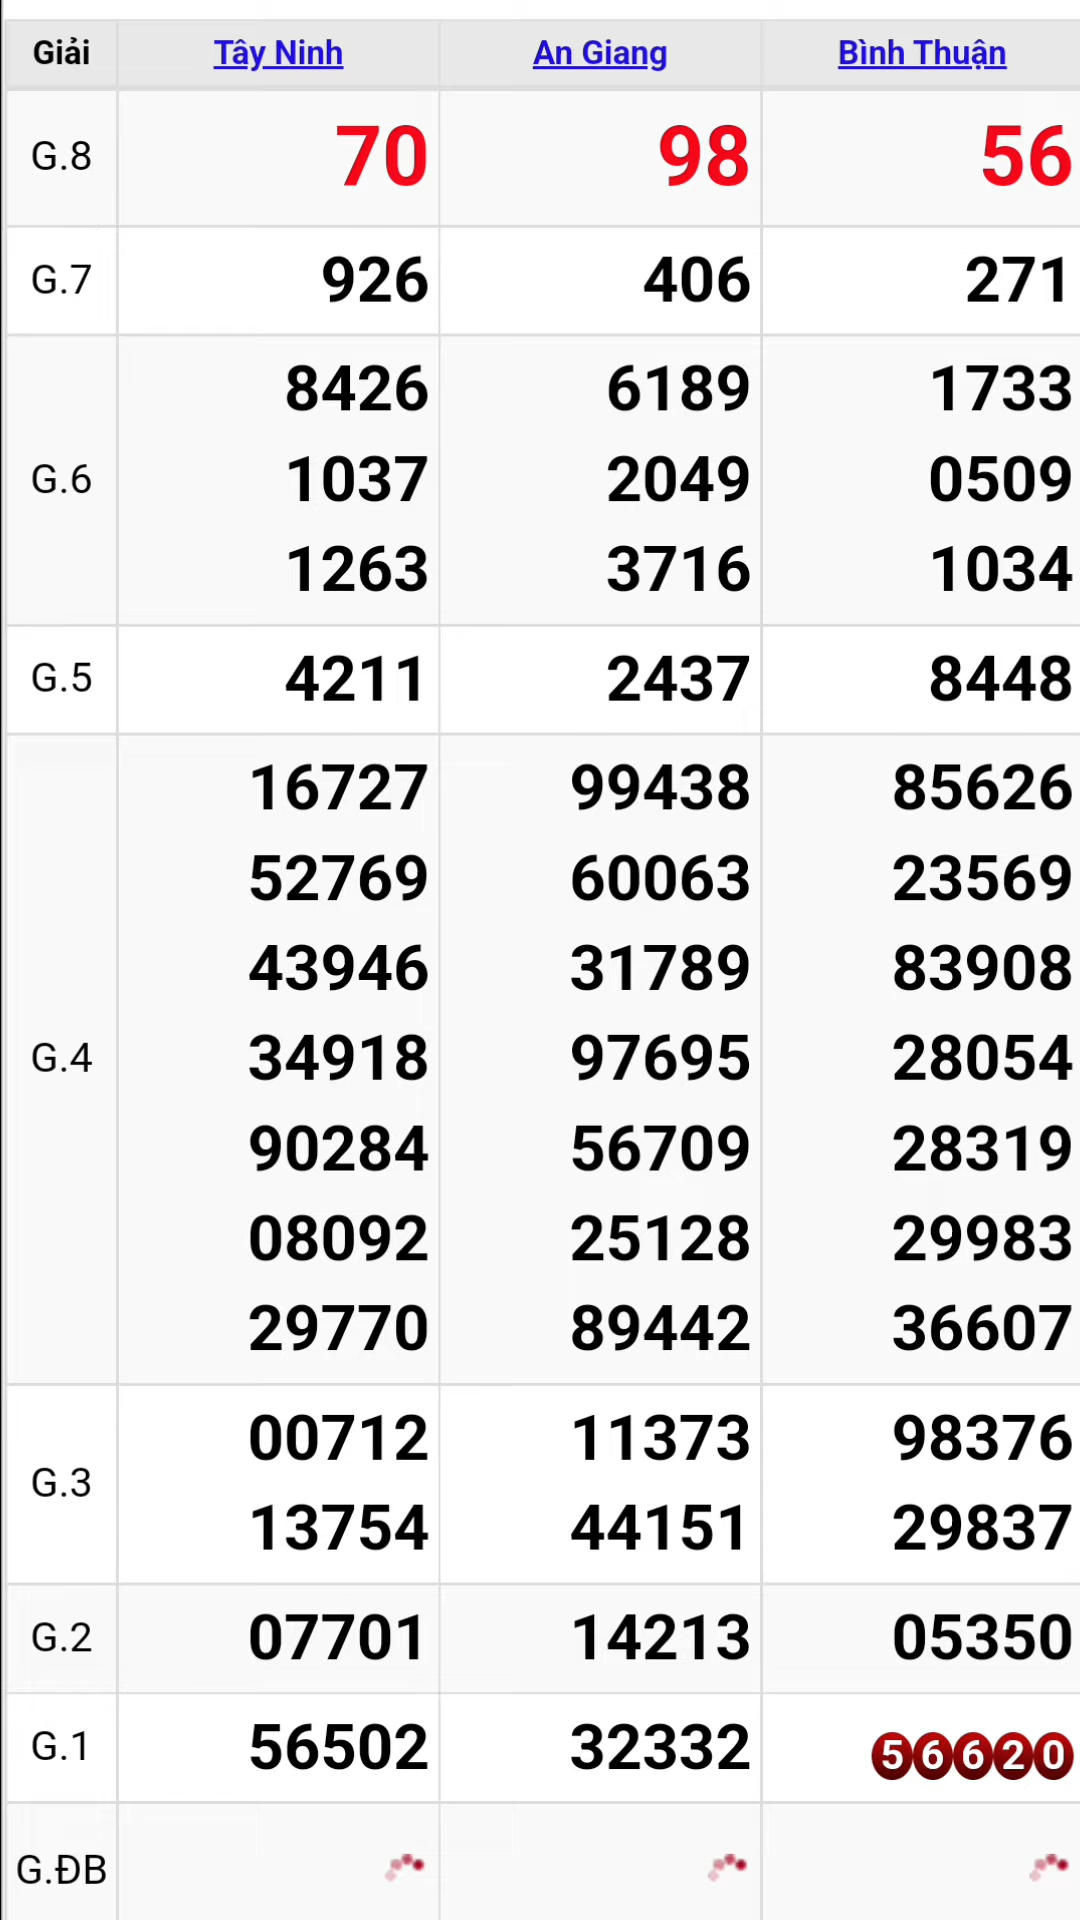 Giải Tây Ninh An Giang Bình Thuận
G.8 70 98 56
G.7 926 406 271
8426 6189 1733
G.6 1037 2049 0509
1263 3716 1034
G.5 4211 2437 8448
16727 99438 85626
52769 60063 23569
43946 31789 83908
G.4 34918 97695 28054
90284 56709 28319
08092 25128 29983
29770 89442 36607
00712 11373 98376
G.3
13754 44151 29837
G.2 07701 14213 05350
G.1 56502 32332 56620
G.ĐB